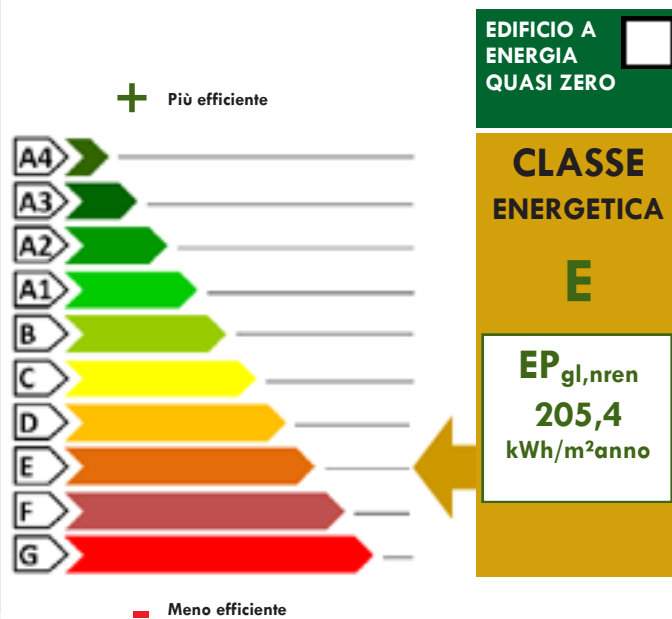 EDIFICIO A
ENERGIA
QUASI ZERO
+ Più efficiente
A4
A3
A2
A1
B
C
D
E
F
G
- Meno efficiente
CLASSE
ENERGETICA
E
EPgl,nren
205,4
kWh/m²anno